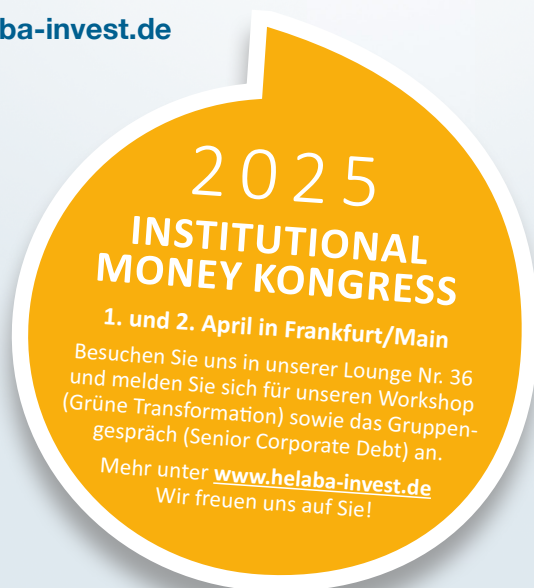 ba-invest.de
2025
INSTITUTIONAL
MONEY KONGRESS
1. und 2. April in Frankfurt/Main
Besuchen Sie uns in unserer Lounge Nr. 36
und melden Sie sich für unseren Workshop
(Grüne Transformation) sowie das Gruppen-
gespräch (Senior Corporate Debt) an.
Mehr unter www.helaba-invest.de
Wir freuen uns auf Sie!